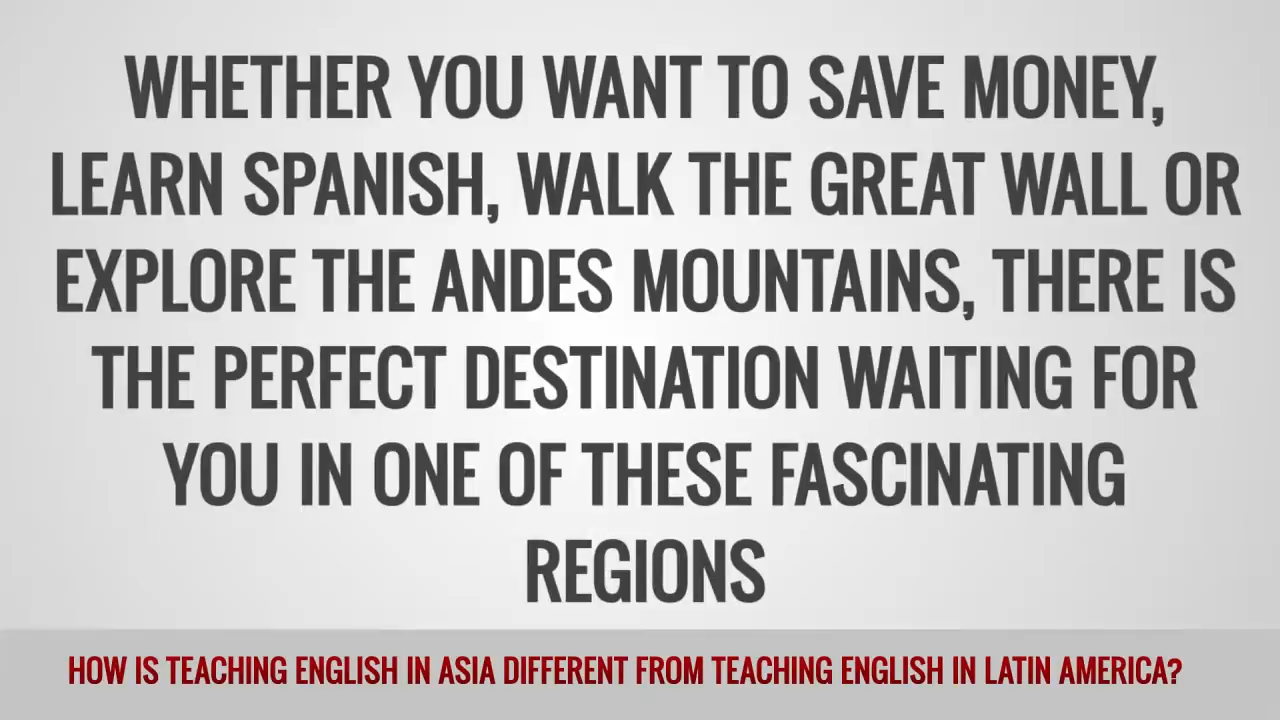 WHETHER YOU WANT TO SAVE MONEY,
LEARN SPANISH, WALK THE GREAT WALL OR
EXPLORE THE ANDES MOUNTAINS, THERE IS
THE PERFECT DESTINATION WAITING FOR
YOU IN ONE OF THESE FASCINATING
REGIONS
HOW IS TEACHING ENGLISH IN ASIA DIFFERENT FROM TEACHING ENGLISH IN LATIN AMERICA?